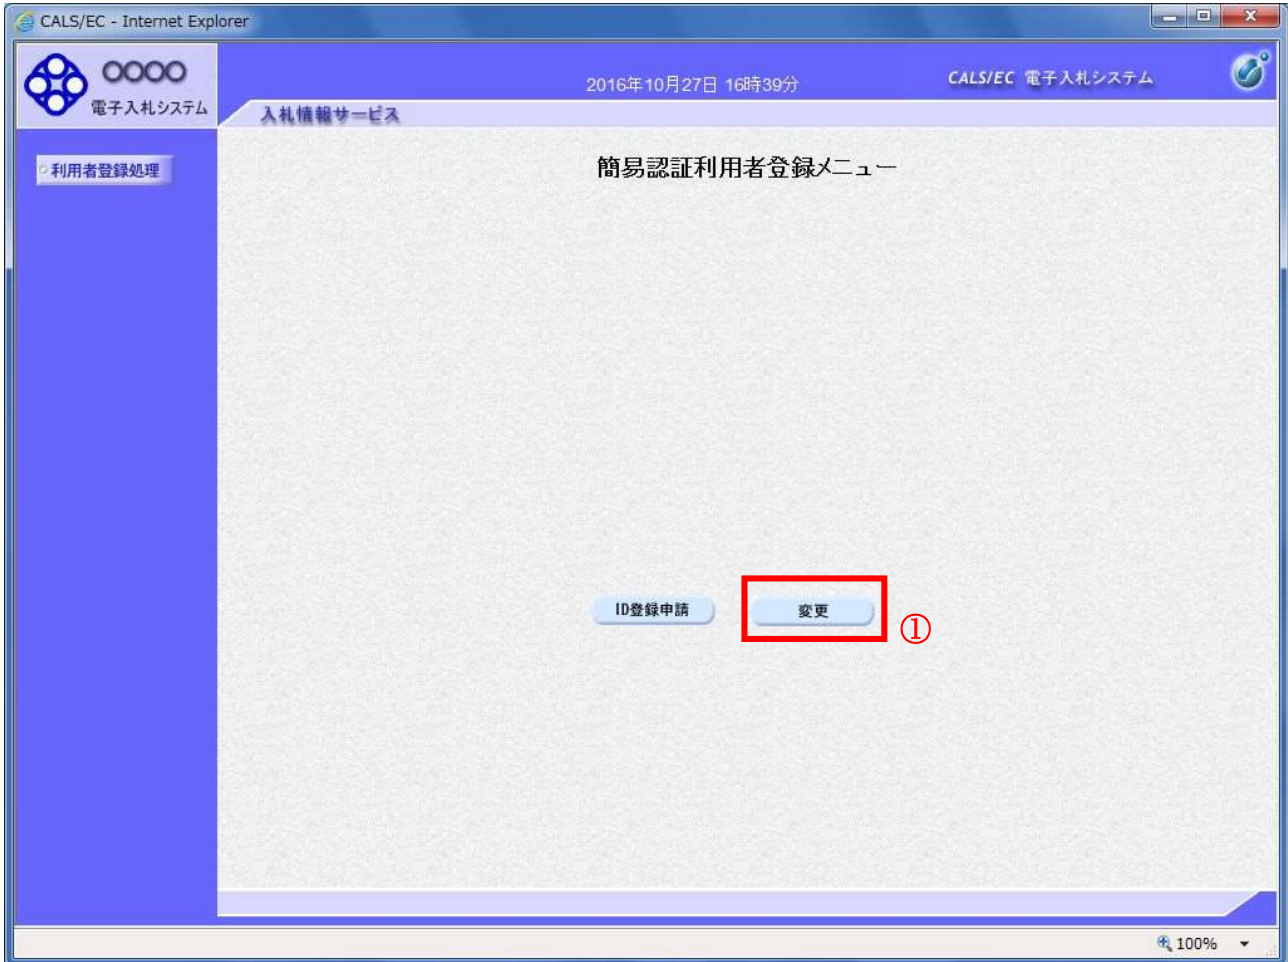 CALS/EC - Internet Explorer
〇〇〇〇
電子入札システム
2016年10月27日 16時39分
CALS/EC 電子入札システム
入札情報サービス
利用者登録処理
簡易認証利用者登録メニュー
ID登録申請
変更
①
100%